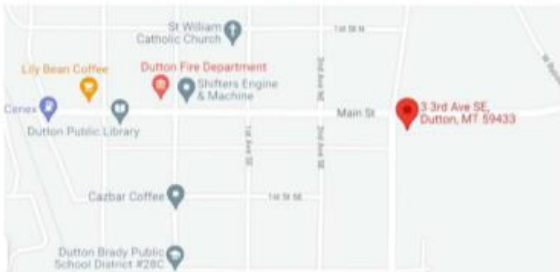 St William
Catholic Church
1st St N
Lily Bean Coffee
Dutton Fire Department
2nd Ave NE
Shifters Engine
& Machine
Cenex
Main St
3 3rd Ave SE,
Dutton, MT 59433
Dutton Public Library
1st Ave SE
2nd Ave SE
Cazbar Coffee
1st St SE
Dutton Brady Public
School District #28C